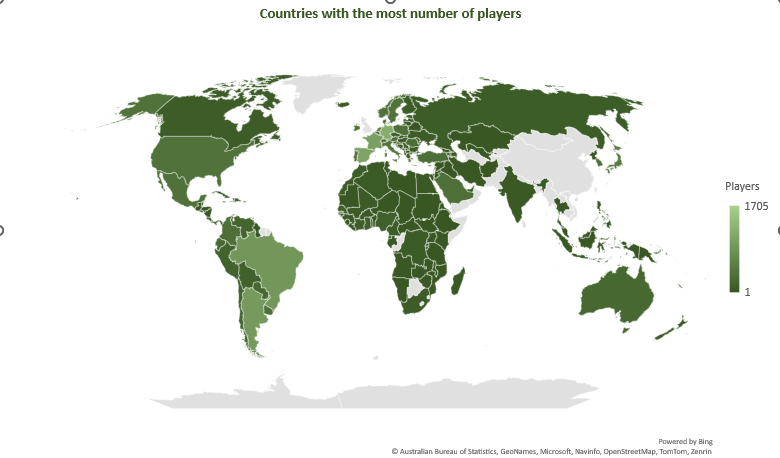 Countries with the most number of players
Players
1705
1
Powered by Bing
© Australian Bureau of Statistics, GeoNames, Microsoft, Navinfo, OpenStreetMap, TomTom, Zenrin